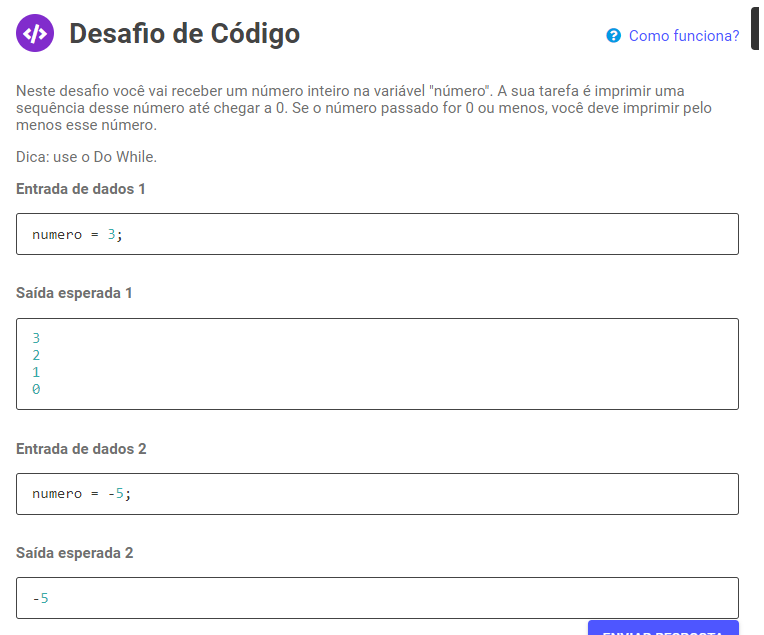 </> Desafio de Código
? Como funciona?
Neste desafio você vai receber um número inteiro na variável "número". A sua tarefa é imprimir uma
sequência desse número até chegar a 0. Se o número passado for 0 ou menos, você deve imprimir pelo
menos esse número.
Dica: use o Do While.
Entrada de dados 1
numero = 3;
Saída esperada 1
3
2
1
0
Entrada de dados 2
numero = -5;
Saída esperada 2
-5
ENVIAR RESPOSTA